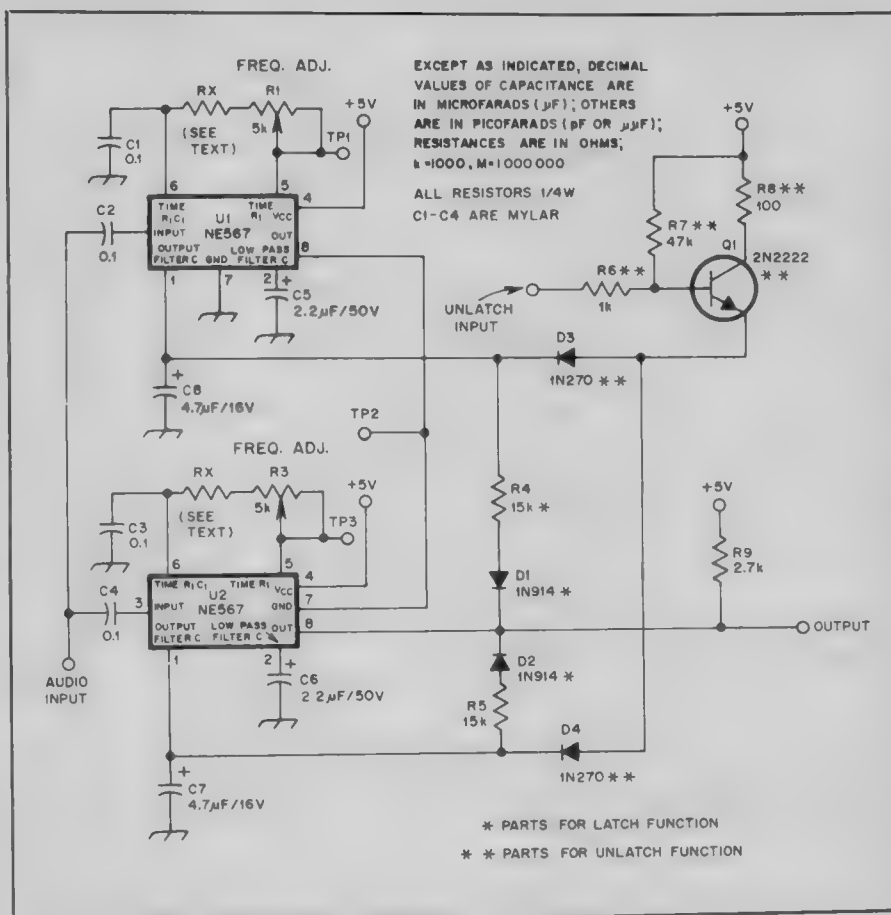 FREQ. ADJ.
RX
R1
5k
(SEE
TEXT)
TP1
+5V
C1
0.1
6
5
4
TIME
R1C1
TIME
R1
VCC
U1
NE567
INPUT
OUT
OUTPUT
FILTER C
GND
LOW PASS
FILTER C
8
1
7
2
C2
0.1
+
C5
2.2µF/50V
+
C8
4.7µF/16V
TP2
EXCEPT AS INDICATED, DECIMAL
VALUES OF CAPACITANCE ARE
IN MICROFARADS (µF); OTHERS
ARE IN PICOFARADS (pF OR µµF);
RESISTANCES ARE IN OHMS;
k=1000, M=1000000
ALL RESISTORS 1/4W
C1-C4 ARE MYLAR
+5V
R8**
100
R7**
47k
Q1
2N2222
**
R6**
1k
UNLATCH
INPUT
D3
1N270**
FREQ. ADJ.
RX
R3
5k
(SEE
TEXT)
TP3
+5V
C3
0.1
6
5
4
7
8
TIME R1C1
TIME R1
VCC
U2
NE567
GND
INPUT
OUTPUT
FILTER C
LOW PASS
FILTER C
OUT
1
2
C4
0.1
3
AUDIO
INPUT
+
C6
2.2µF/50V
+
C7
4.7µF/16V
R4
15k*
D1
1N914*
D2
1N914*
R5
15k
D4
1N270**
+5V
R9
2.7k
OUTPUT
* PARTS FOR LATCH FUNCTION
** PARTS FOR UNLATCH FUNCTION